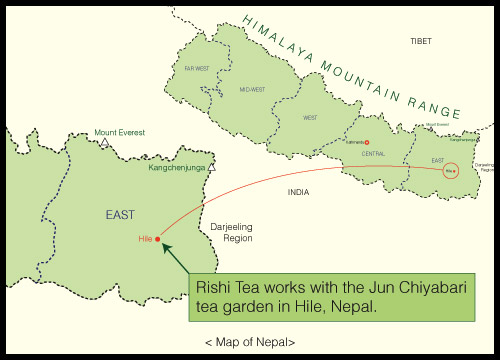 HIMALAYA MOUNTAIN RANGE
TIBET
FAR WEST
MID-WEST
WEST
Kathmandu
CENTRAL
Mount Everest
Kangchenjunga
EAST
Hile
Darjeeling
Region
INDIA
Mount Everest
Kangchenjunga
EAST
Hile
Darjeeling
Region
Rishi Tea works with the Jun Chiyabari
tea garden in Hile, Nepal.
< Map of Nepal>